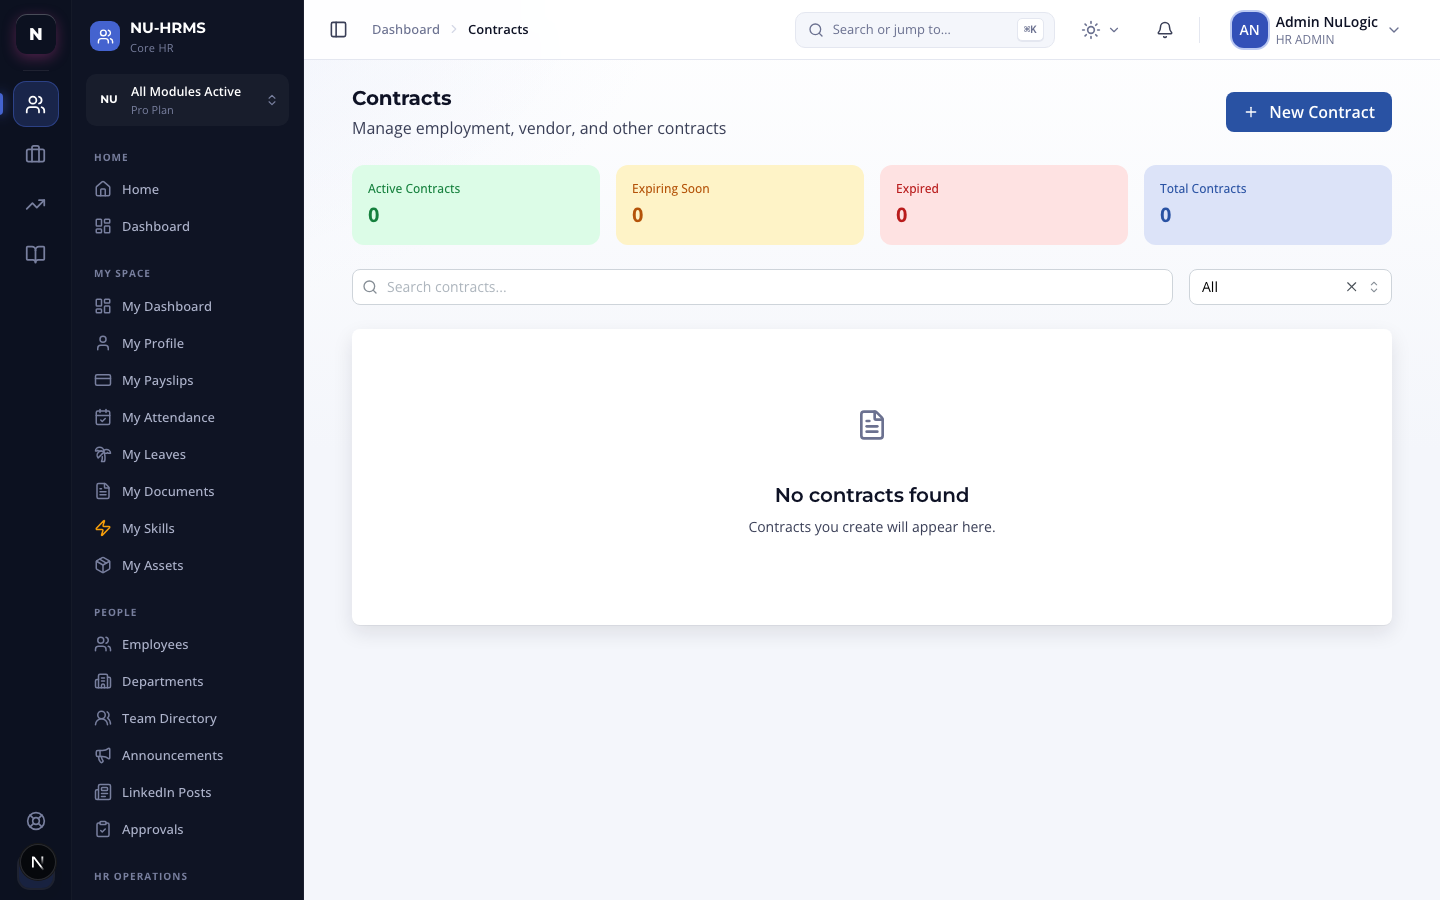 N
NU-HRMS
Core HR
NU
All Modules Active
Pro Plan
HOME
Home
Dashboard
MY SPACE
My Dashboard
My Profile
My Payslips
My Attendance
My Leaves
My Documents
My Skills
My Assets
PEOPLE
Employees
Departments
Team Directory
Announcements
LinkedIn Posts
Approvals
HR OPERATIONS
N
Dashboard
Contracts
Search or jump to...
⌘K
AN
Admin NuLogic
HR ADMIN
Contracts
Manage employment, vendor, and other contracts
+ New Contract
Active Contracts
0
Expiring Soon
0
Expired
0
Total Contracts
0
Search contracts...
All
No contracts found
Contracts you create will appear here.